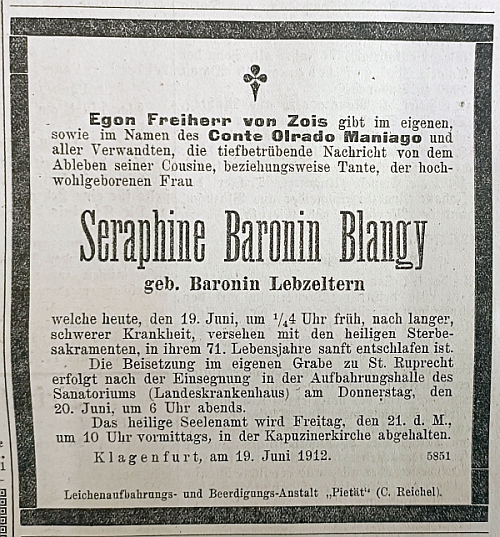 Egon Freiherr von Zois gibt im eigenen,
sowie im Namen des Conte Olrado Maniago und
aller Verwandten, die tiefbetrübende Nachricht von dem
Ableben seiner Cousine, beziehungsweise Tante, der hoch-
wohlgeborenen Frau
Seraphine Baronin Blangy
geb. Baronin Lebzeltern
welche heute, den 19. Juni, um ¼4 Uhr früh, nach langer,
schwerer Krankheit, versehen mit den heiligen Sterbe-
sakramenten, in ihrem 71. Lebensjahre sanft entschlafen ist.
Die Beisetzung im eigenen Grabe zu St. Ruprecht
erfolgt nach der Einsegnung in der Aufbahrungshalle des
Sanatoriums (Landeskrankenhaus) am Donnerstag, den
20. Juni, um 6 Uhr abends.
Das heilige Seelenamt wird Freitag, den 21. d. M.,
um 10 Uhr vormittags, in der Kapuzinerkirche abgehalten.
Klagenfurt, am 19. Juni 1912. 5851
Leichenaufbahrungs- und Beerdigungs-Anstalt „Pietät“ (C. Reichel).